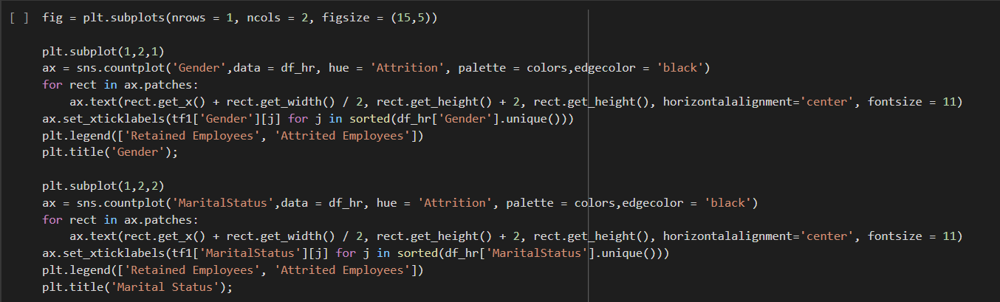 [ ] fig = plt.subplots(nrows = 1, ncols = 2, figsize = (15,5))
plt.subplot(1,2,1)
ax = sns.countplot('Gender',data = df_hr, hue = 'Attrition', palette = colors,edgecolor = 'black')
for rect in ax.patches:
    ax.text(rect.get_x() + rect.get_width() / 2, rect.get_height() + 2, rect.get_height(), horizontalalignment='center', fontsize = 11)
ax.set_xticklabels(tf1['Gender'][j] for j in sorted(df_hr['Gender'].unique()))
plt.legend(['Retained Employees', 'Attrited Employees'])
plt.title('Gender');
plt.subplot(1,2,2)
ax = sns.countplot('MaritalStatus',data = df_hr, hue = 'Attrition', palette = colors,edgecolor = 'black')
for rect in ax.patches:
    ax.text(rect.get_x() + rect.get_width() / 2, rect.get_height() + 2, rect.get_height(), horizontalalignment='center', fontsize = 11)
ax.set_xticklabels(tf1['MaritalStatus'][j] for j in sorted(df_hr['MaritalStatus'].unique()))
plt.legend(['Retained Employees', 'Attrited Employees'])
plt.title('Marital Status');